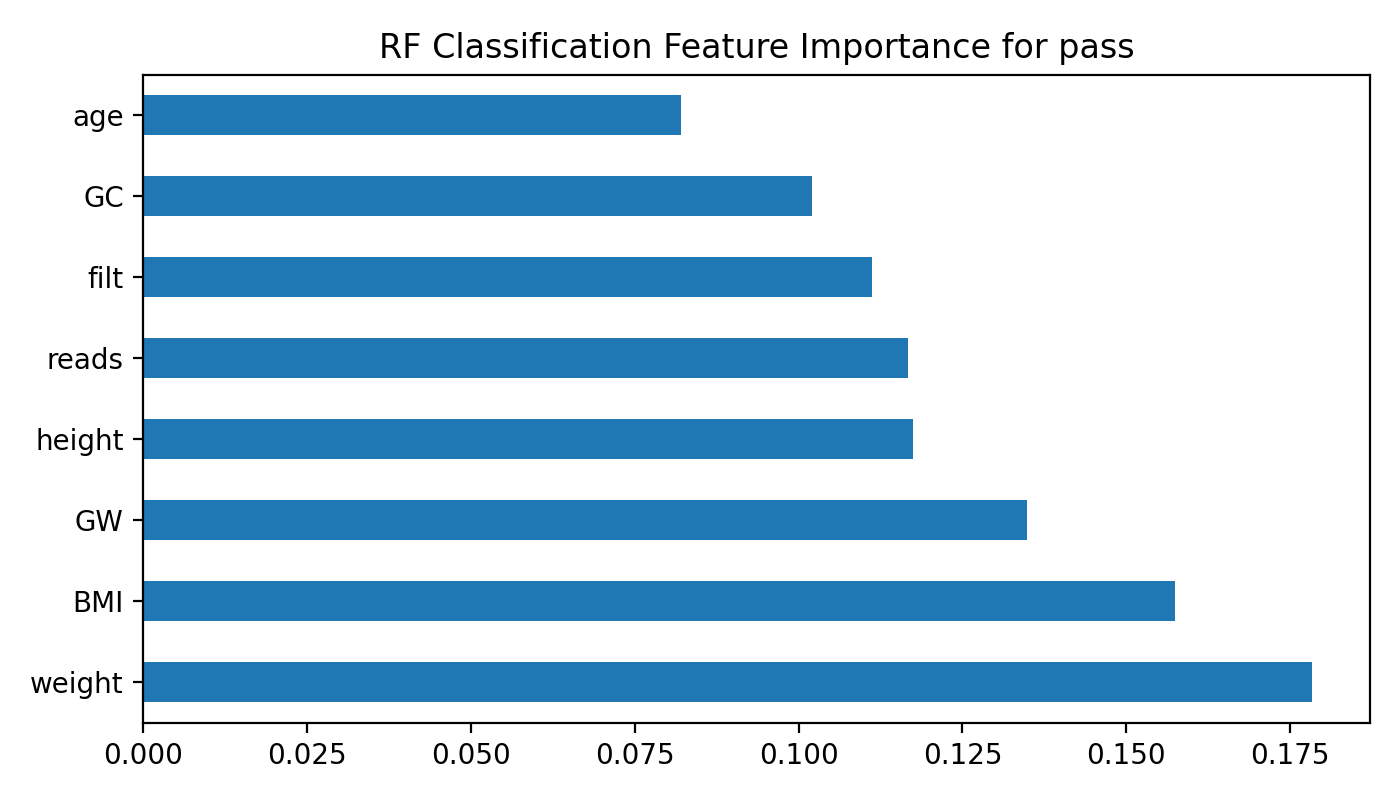 RF Classification Feature Importance for pass
age
GC
filt
reads
height
GW
BMI
weight
0.000 0.025 0.050 0.075 0.100 0.125 0.150 0.175